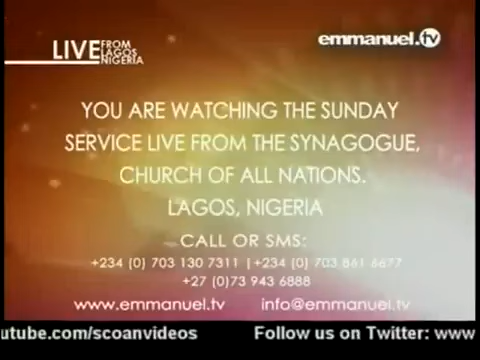 LIVE FROM LAGOS NIGERIA
emmanuel.tv
YOU ARE WATCHING THE SUNDAY
SERVICE LIVE FROM THE SYNAGOGUE,
CHURCH OF ALL NATIONS.
LAGOS, NIGERIA
CALL OR SMS:
+234 (0) 703 130 7311 | +234 (0) 703 861 6677
+27 (0)73 943 6888
www.emmanuel.tv info@emmanuel.tv
utube.com/scoanvideos Follow us on Twitter: www